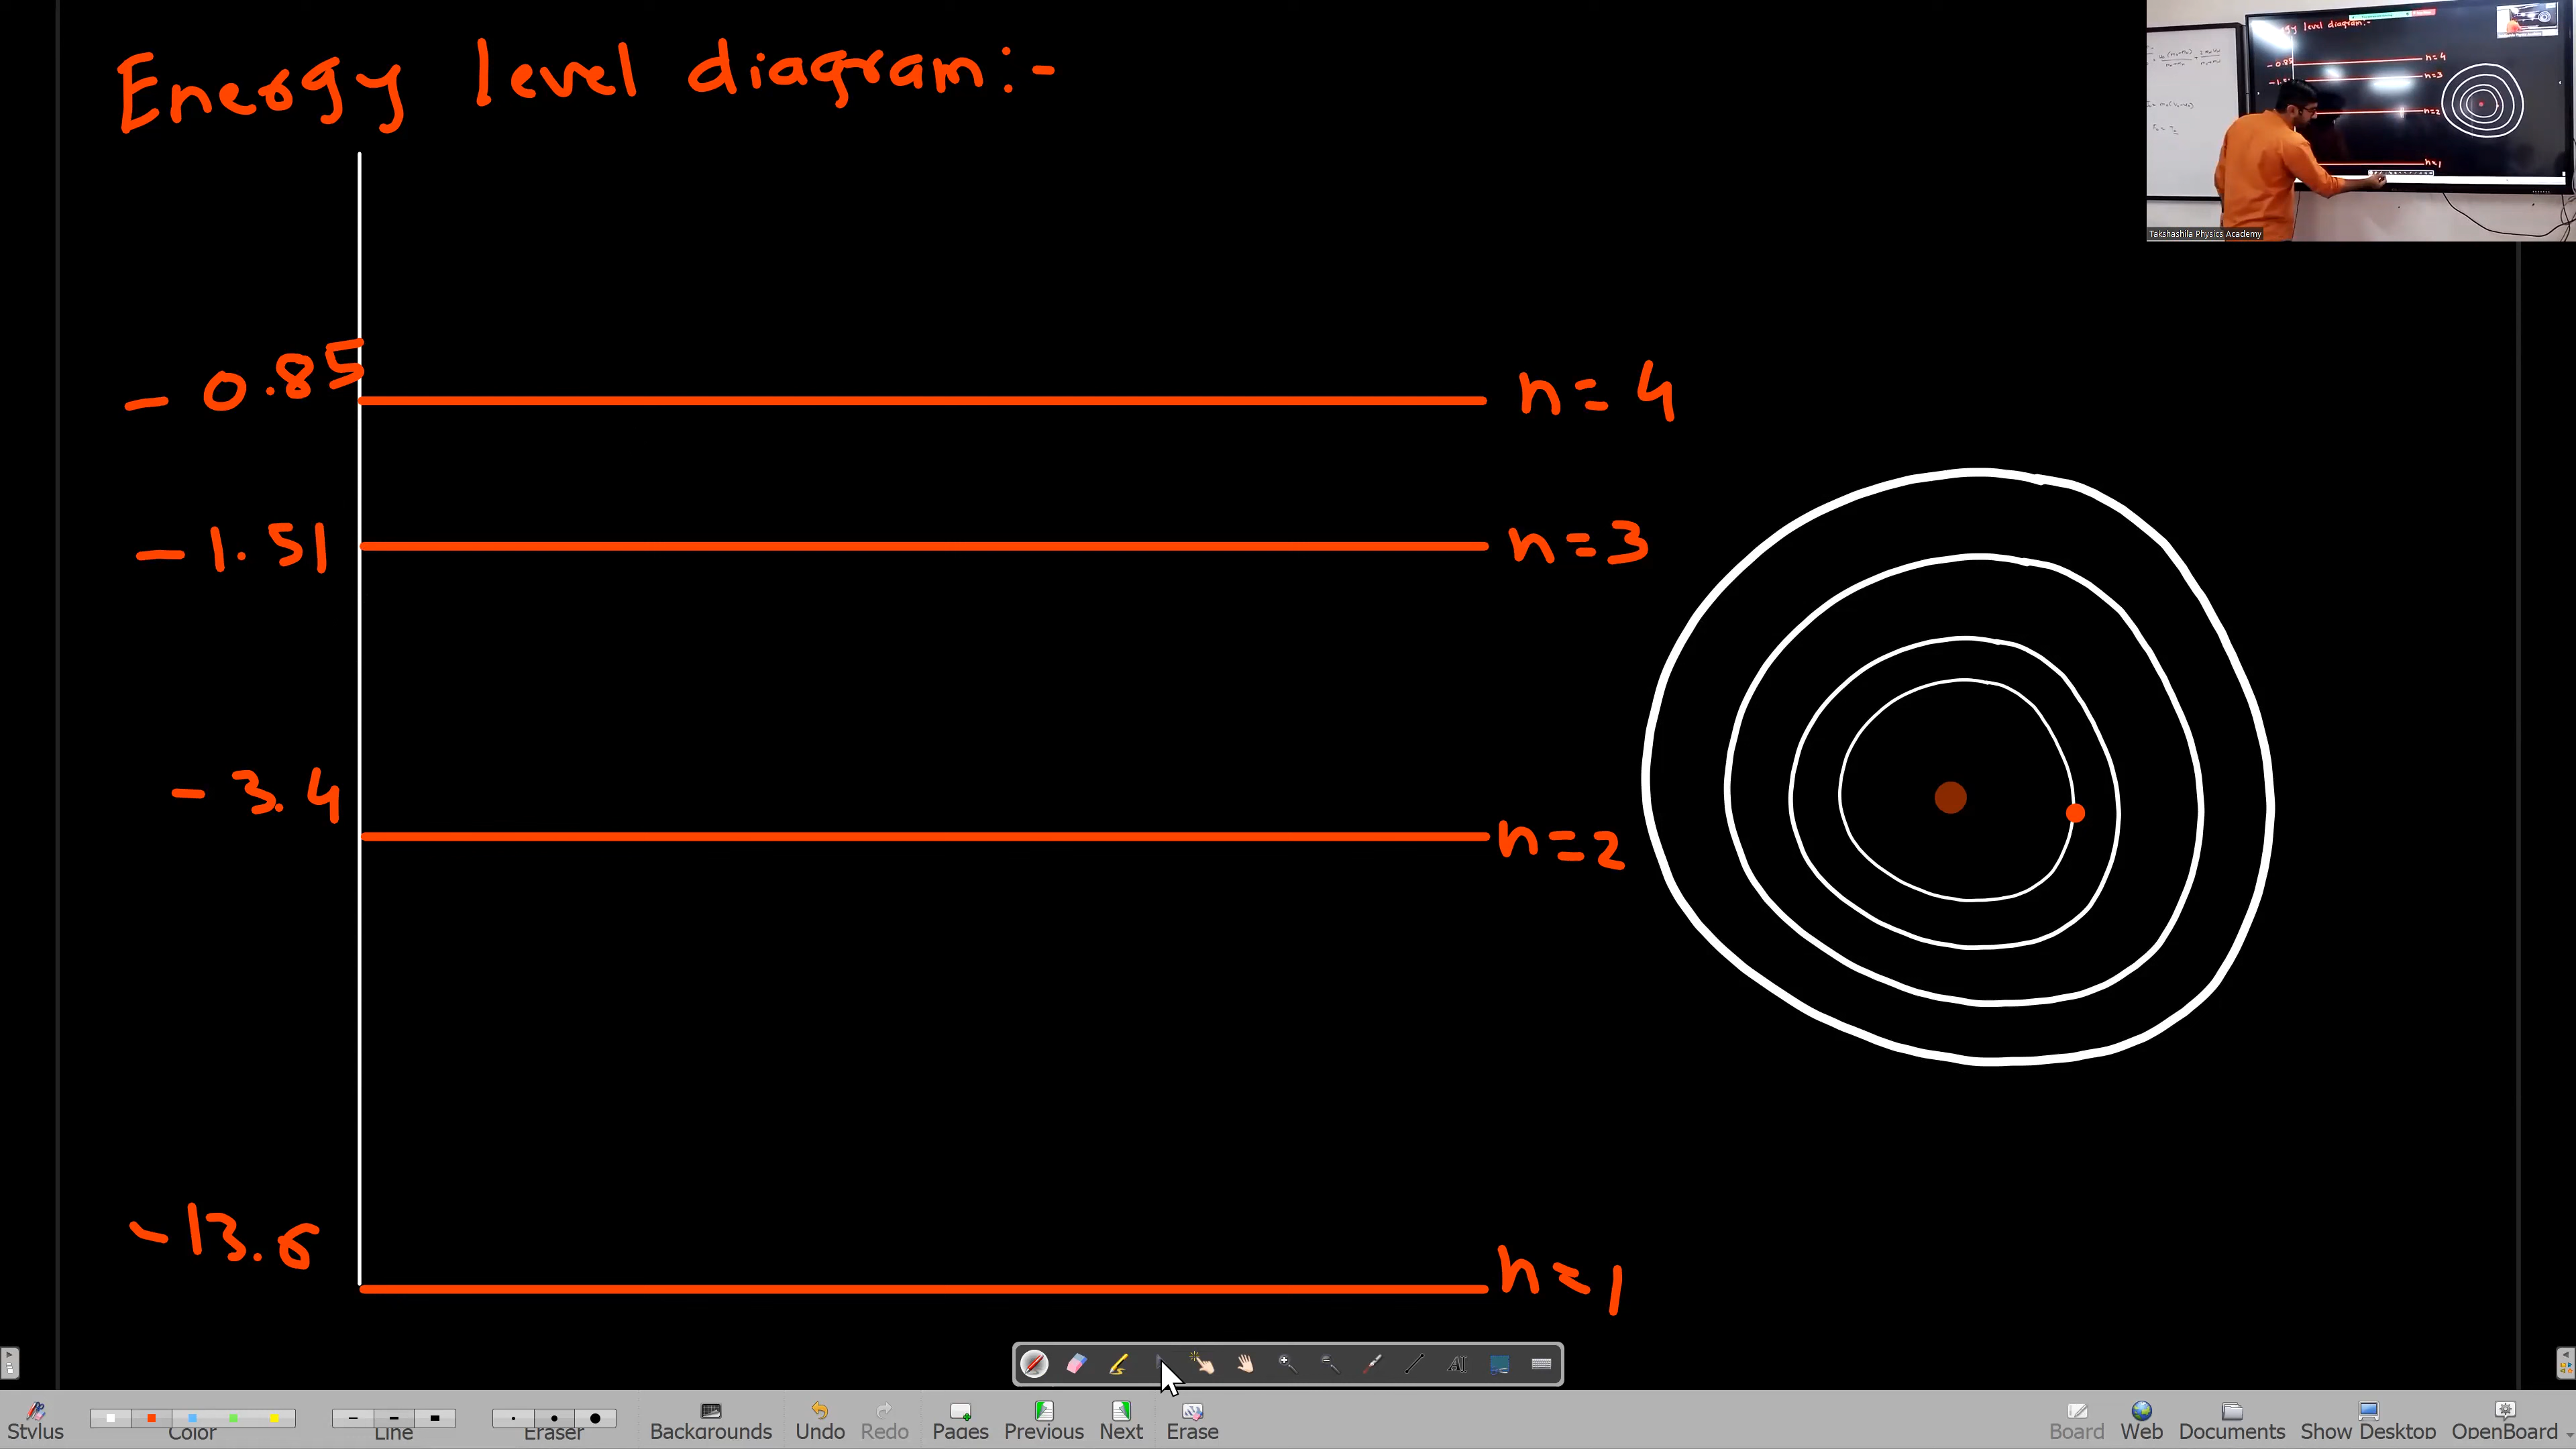 Energy level diagram:-
- 0.85
n = 4
- 1.51
n = 3
- 3.4
n = 2
- 13.6
n = 1
Takshashila Physics Academy
Stylus
Color
Line
Eraser
Backgrounds
Undo
Redo
Pages
Previous
Next
Erase
Board
Web
Documents
Show Desktop
OpenBoard